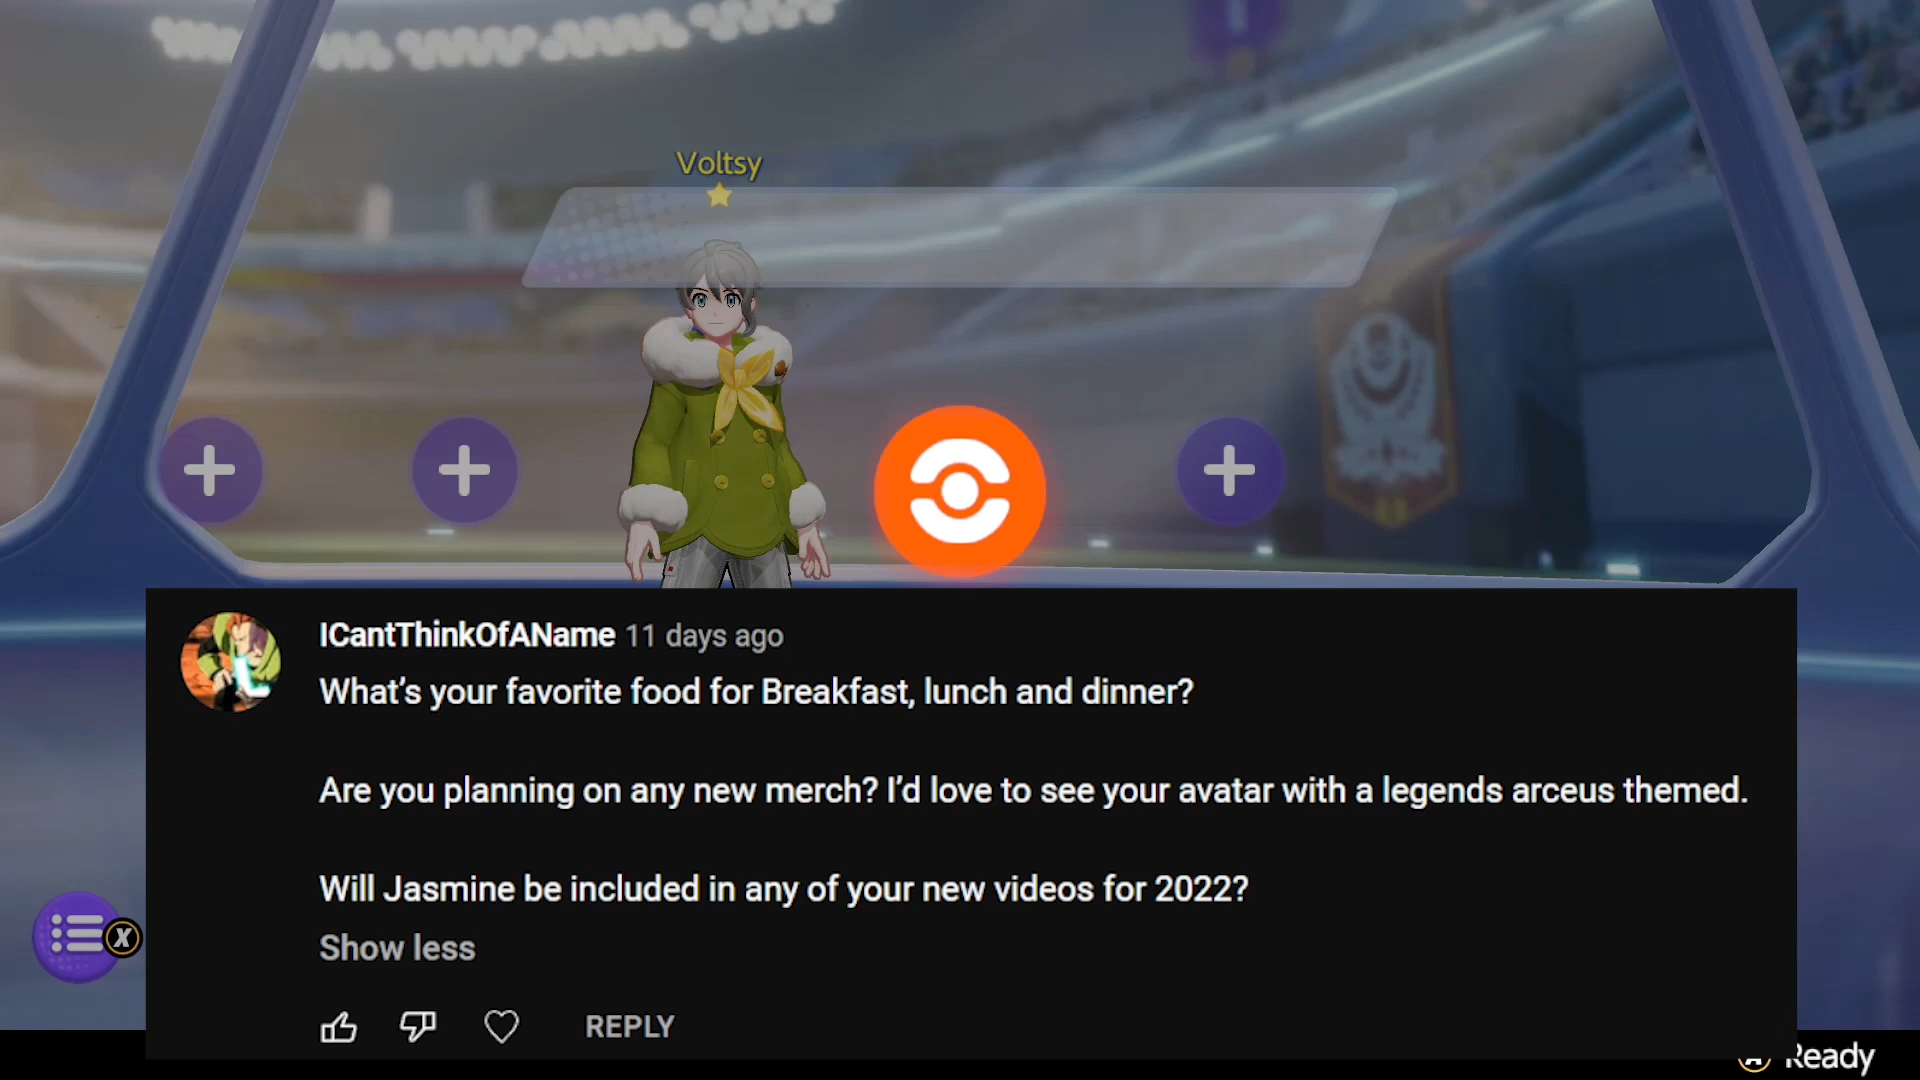 Voltsy
ICantThinkOfAName 11 days ago
What's your favorite food for Breakfast, lunch and dinner?
Are you planning on any new merch? I'd love to see your avatar with a legends arceus themed.
Will Jasmine be included in any of your new videos for 2022?
Show less
REPLY
X
A Ready